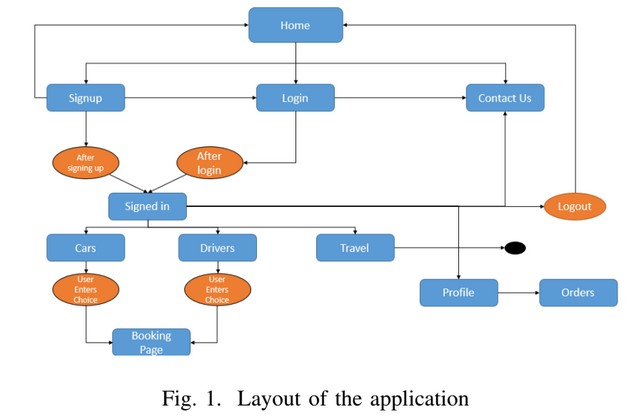 Home
Signup
Login
Contact Us
After
signing up
After
login
Signed in
Logout
Cars
Drivers
Travel
User
Enters
Choice
User
Enters
Choice
Profile
Orders
Booking
Page
Fig. 1. Layout of the application